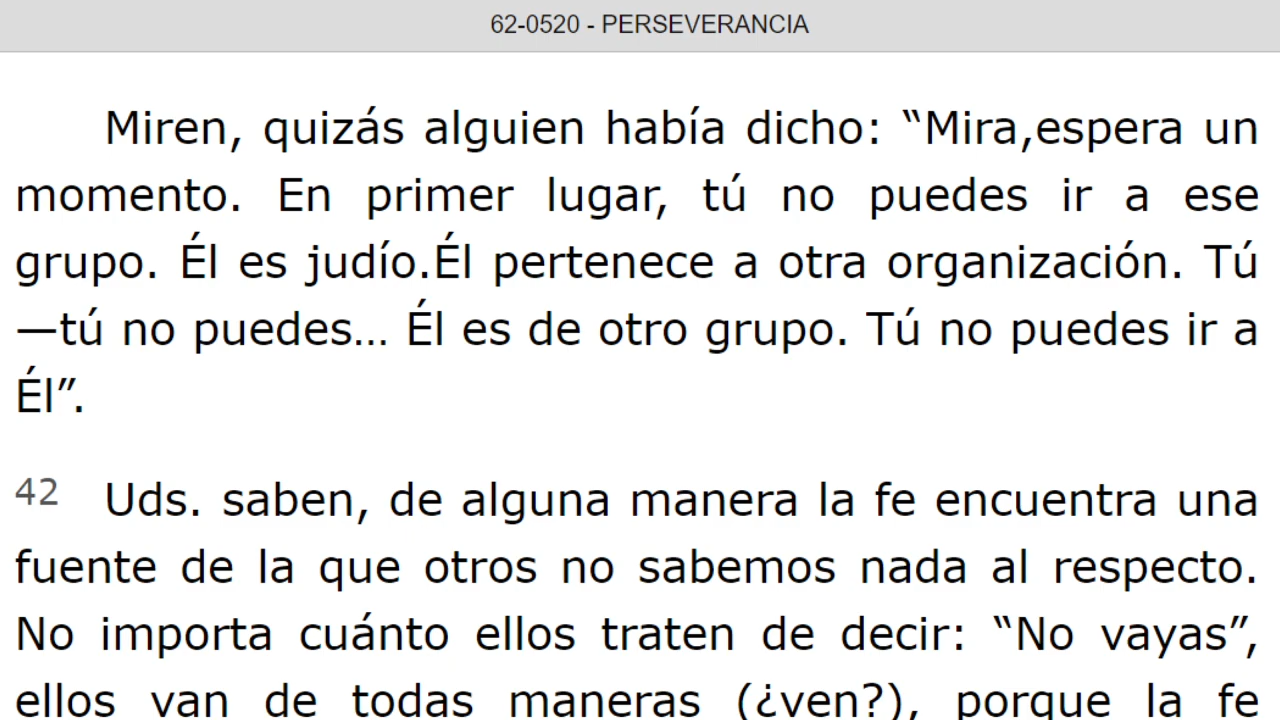 62-0520 - PERSEVERANCIA
Miren, quizás alguien había dicho: “Mira,espera un
momento. En primer lugar, tú no puedes ir a ese
grupo. Él es judío.Él pertenece a otra organización. Tú
—tú no puedes... Él es de otro grupo. Tú no puedes ir a
Él”.
42 Uds. saben, de alguna manera la fe encuentra una
fuente de la que otros no sabemos nada al respecto.
No importa cuánto ellos traten de decir: “No vayas”,
ellos van de todas maneras (¿ven?), porque la fe